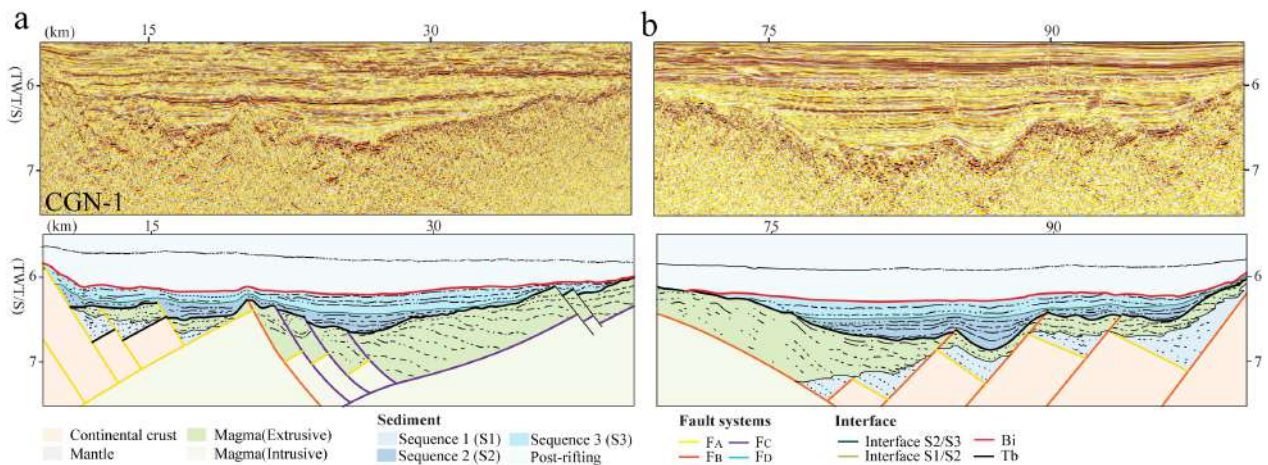 a
b
(km) 15 30
75 90
6
(TWT/S)
7
6
7
CGN-1
(km) 15 30
75 90
6
(TWT/S)
7
6
7
Sediment
Continental crust
Mantle
Magma(Extrusive)
Magma(Intrusive)
Sequence 1 (S1)
Sequence 2 (S2)
Sequence 3 (S3)
Post-rifting
Fault systems
FA
FB
FC
FD
Interface
Interface S2/S3
Interface S1/S2
Bi
Tb